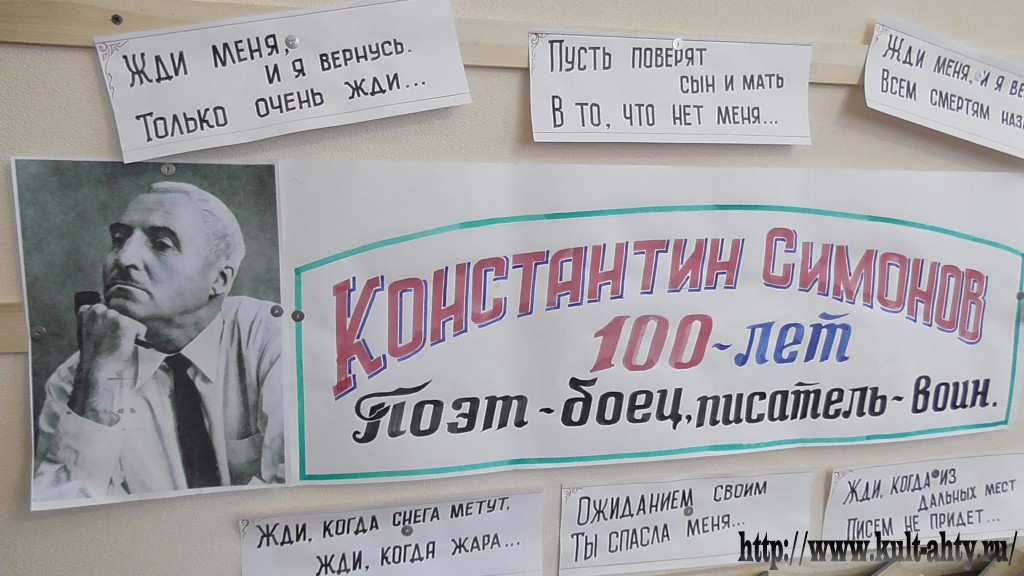 Жди меня,
и я вернусь.
Только очень жди...
Пусть поверят
сын и мать
В то, что нет меня...
Жди меня, и я
Всем смертям
Константин Симонов
100-лет
Поэт-боец, писатель-воин.
Жди, когда снега метут,
Жди, когда жара...
Ожиданием своим
Ты спасла меня...
Жди, когда из
дальных мест
Писем не придет...
http://www.kult-ahtv.ru/